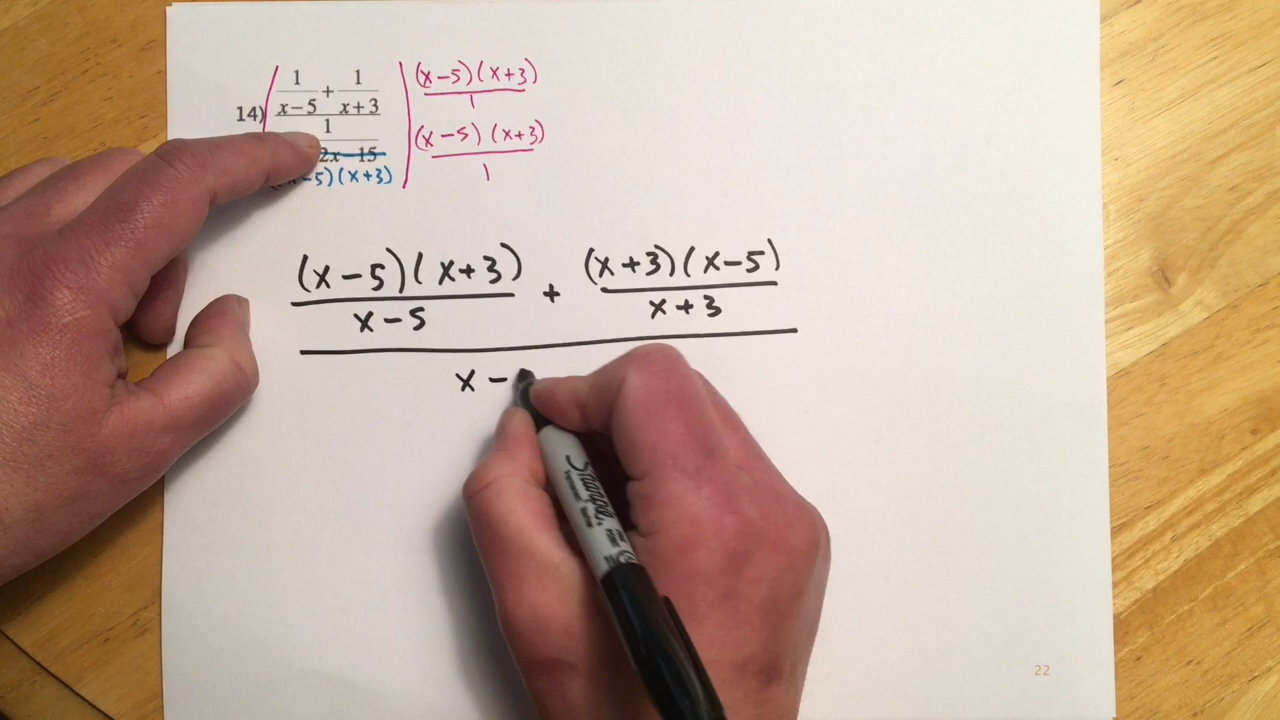 14) 1/(x-5) + 1/(x+3) (x-5)(x+3)/1
1/(2x-15) (x-5)(x+3)/1
-5)(x+3)
(x-5)(x+3)/(x-5) + (x+3)(x-5)/(x+3)
x-
Sharpie
22